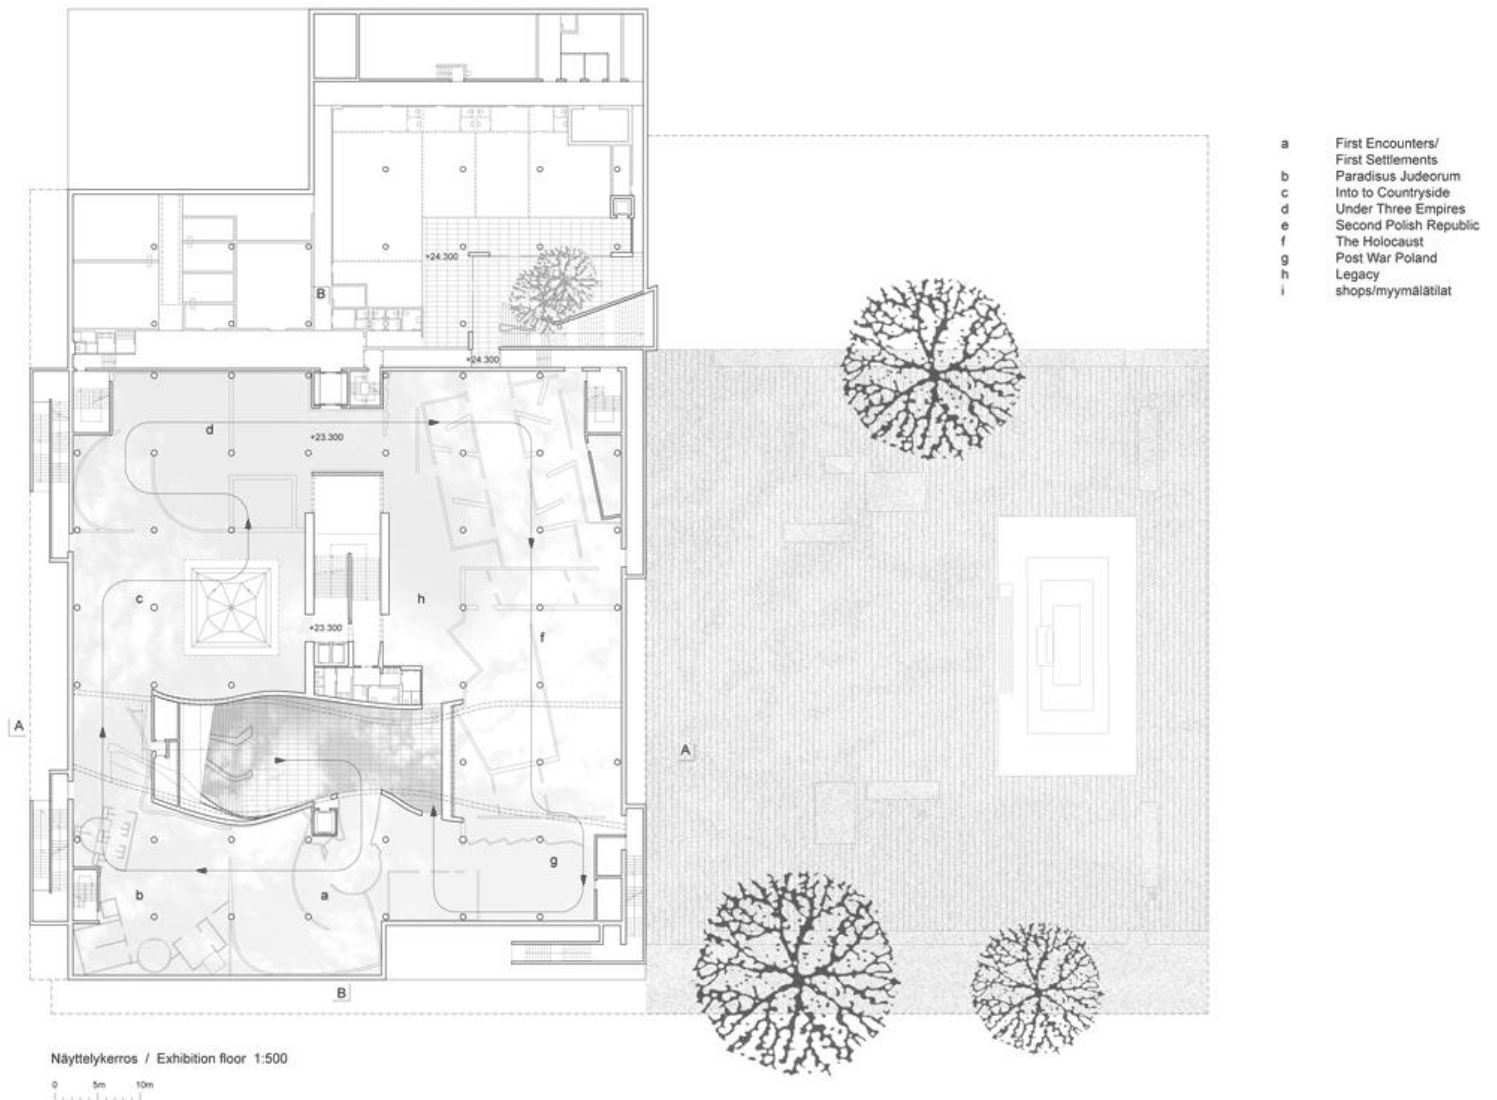 a First Encounters/
First Settlements
b Paradisus Judeorum
c Into to Countryside
d Under Three Empires
e Second Polish Republic
f The Holocaust
g Post War Poland
h Legacy
i shops/myymälätilat
+24.300
B
+24.300
d
+23.300
c
h
+23.300
f
A
A
g
b
a
B
Näyttelykerros / Exhibition floor 1:500
0 5m 10m